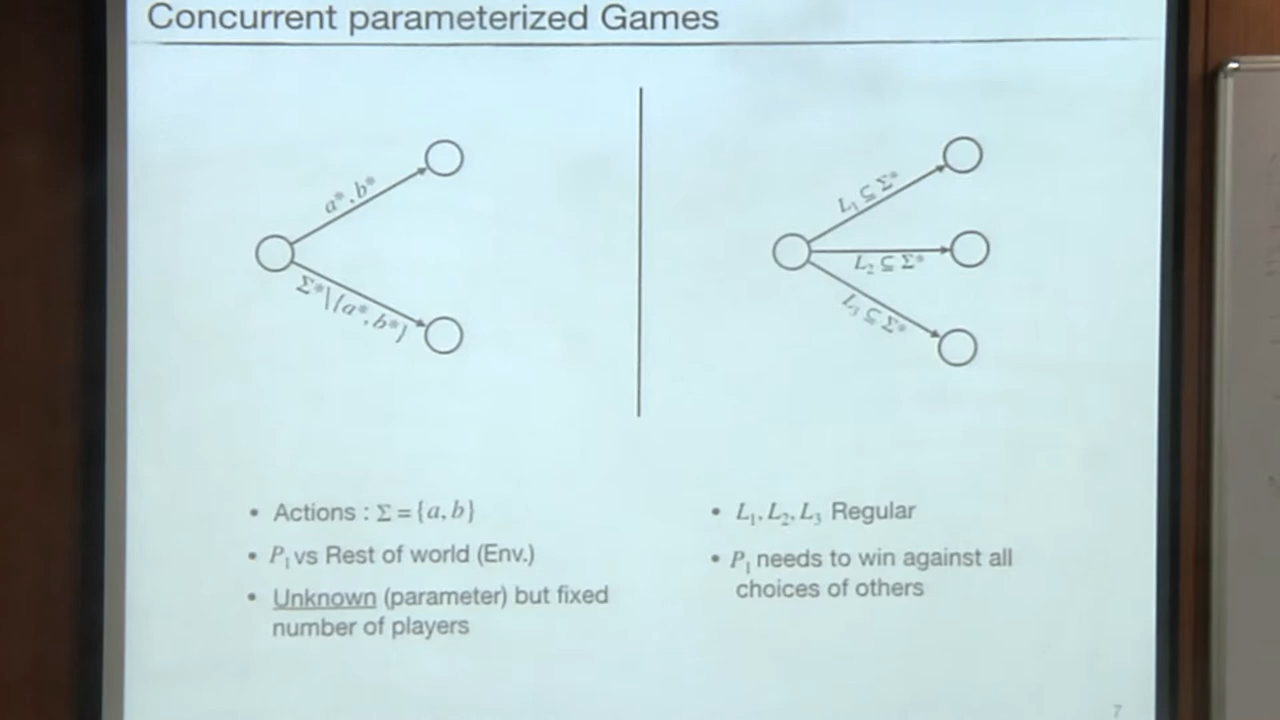 Concurrent parameterized Games
a*, b*
Σ*\{a*, b*}
L₁ ⊆ Σ*
L₂ ⊆ Σ*
L₃ ⊆ Σ*
• Actions : Σ = {a, b}
• P₁ vs Rest of world (Env.)
• Unknown (parameter) but fixed
number of players
• L₁, L₂, L₃ Regular
• P₁ needs to win against all
choices of others
7